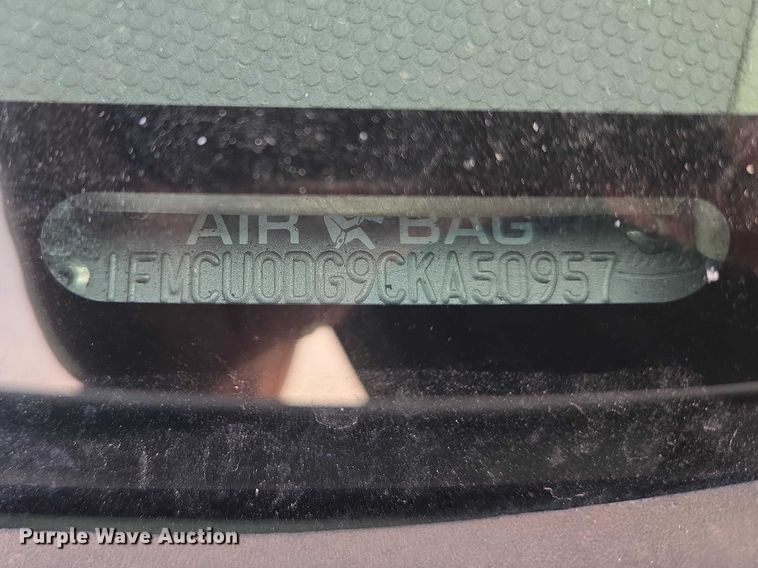 AIR BAG
1FMCU0DG9CKA50957
Purple Wave Auction